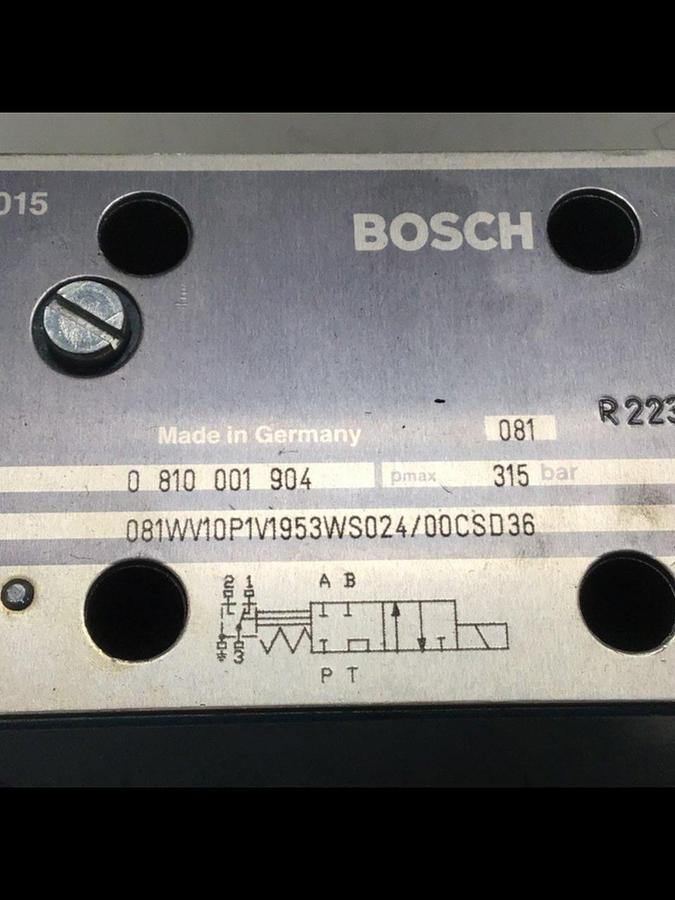 015
BOSCH
R223
Made in Germany 081
0 810 001 904 pmax 315 bar
081WV10P1V1953WS024/00CSD36
2 1 A B
4 3
P T